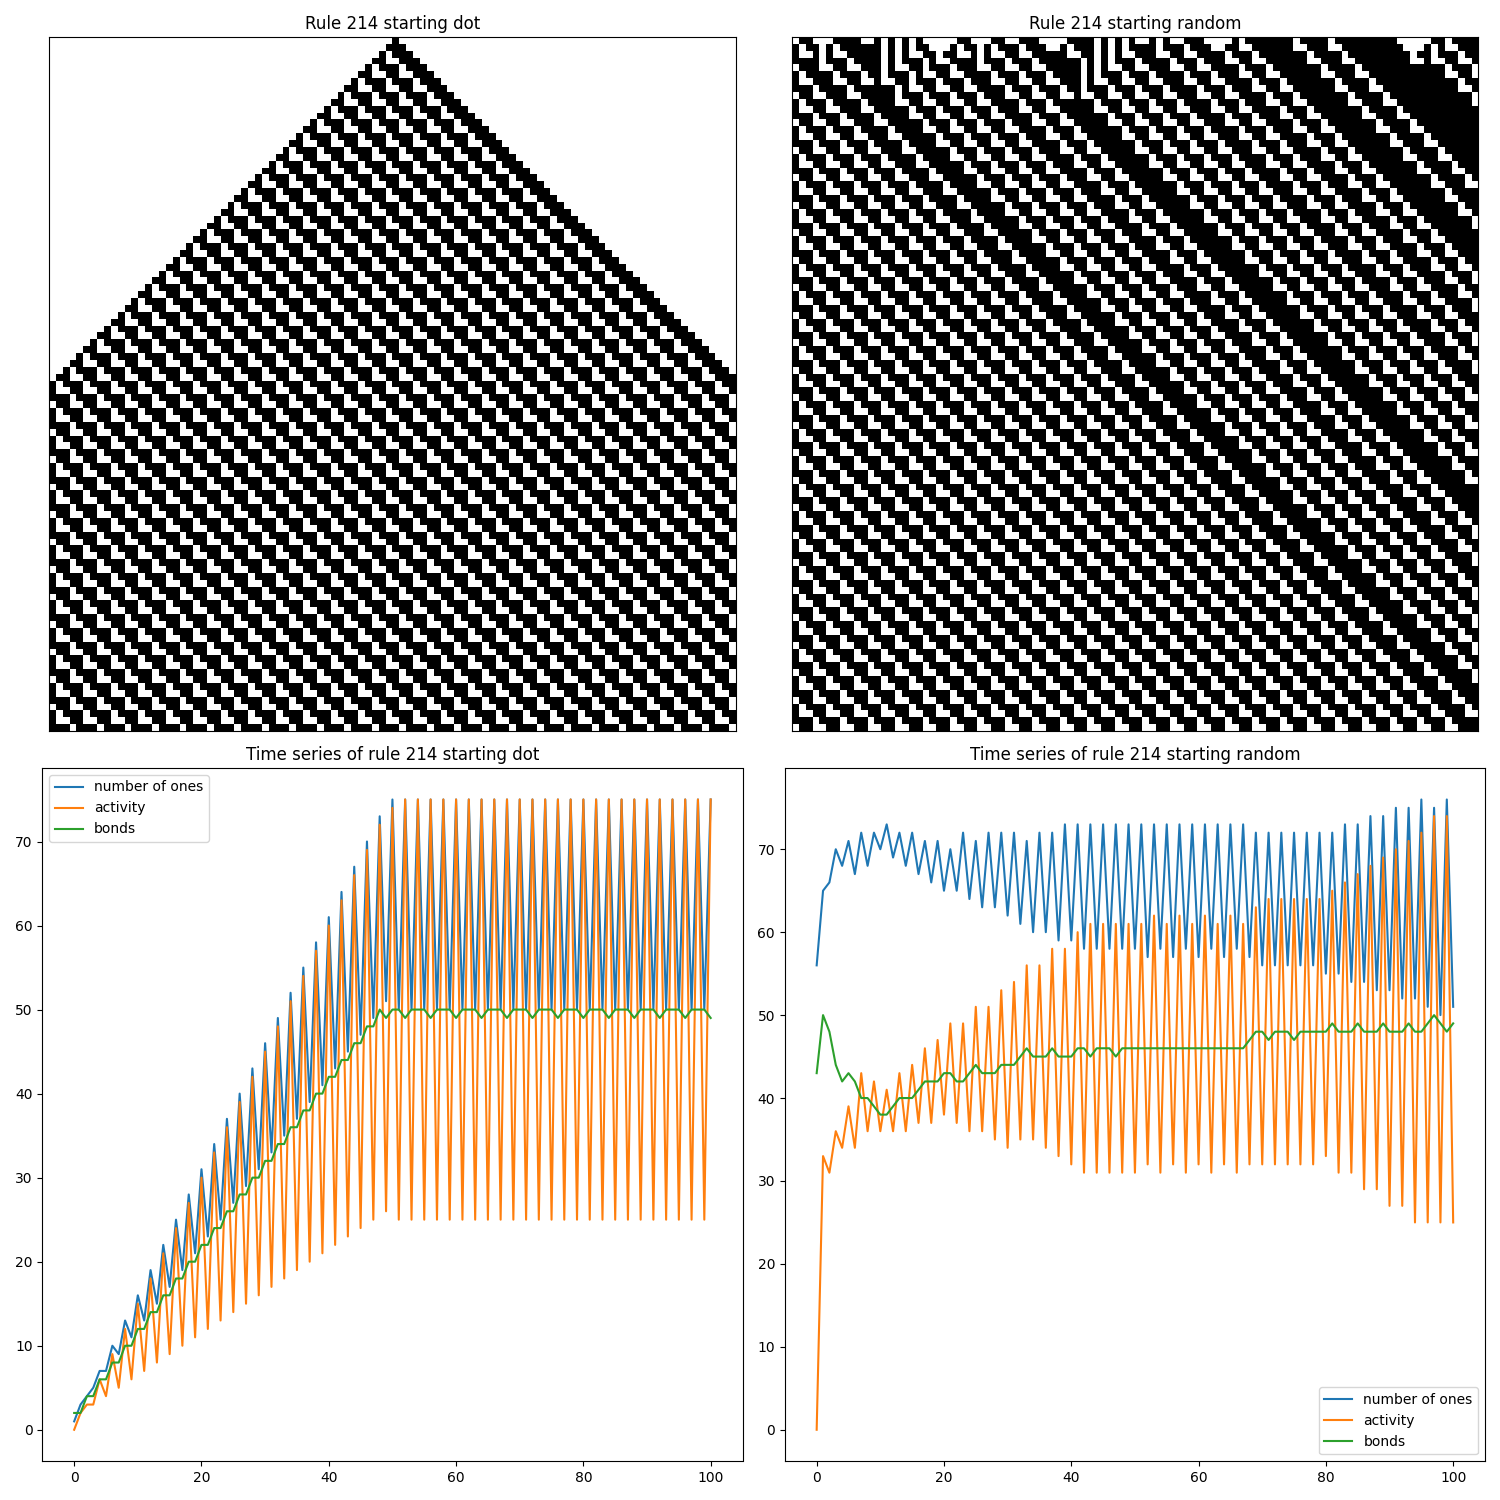 Rule 214 starting dot
Rule 214 starting random
Time series of rule 214 starting dot
number of ones
activity
bonds
70
60
50
40
30
20
10
0
0 20 40 60 80 100
Time series of rule 214 starting random
70
60
50
40
30
20
10
0
number of ones
activity
bonds
0 20 40 60 80 100